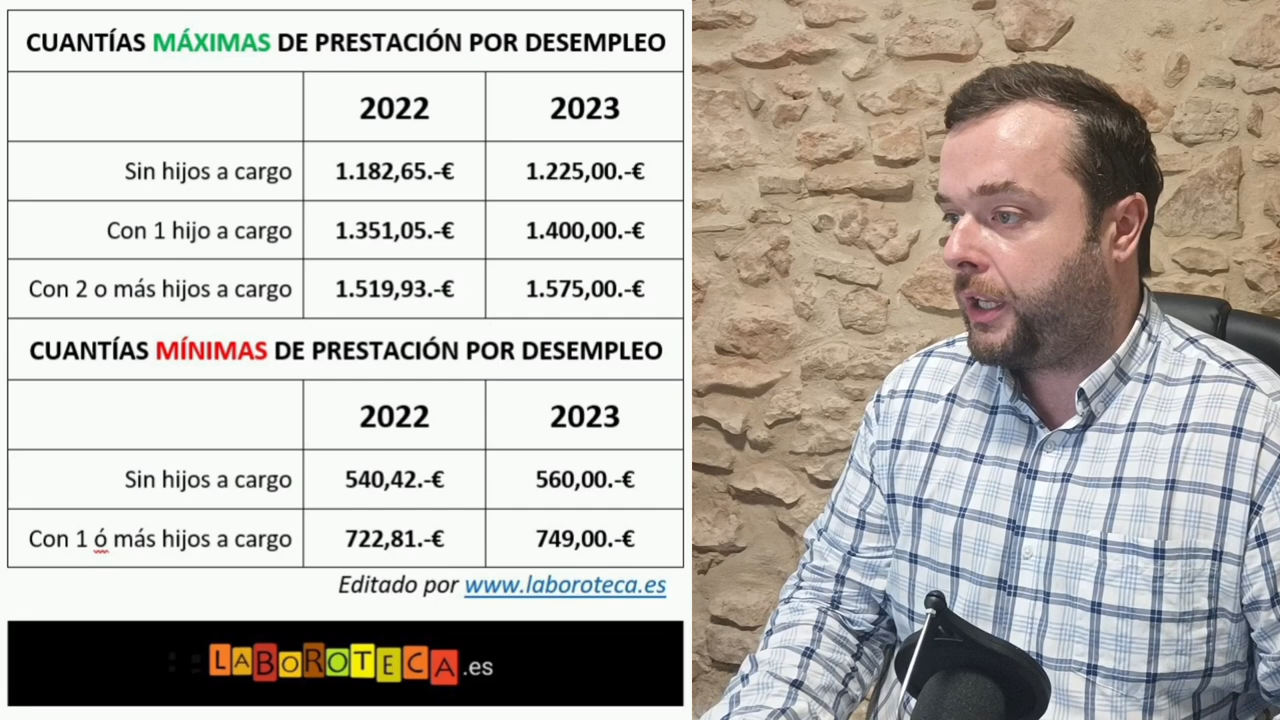 CUANTÍAS MÁXIMAS DE PRESTACIÓN POR DESEMPLEO
2022 2023
Sin hijos a cargo 1.182,65.-€ 1.225,00.-€
Con 1 hijo a cargo 1.351,05.-€ 1.400,00.-€
Con 2 o más hijos a cargo 1.519,93.-€ 1.575,00.-€
CUANTÍAS MÍNIMAS DE PRESTACIÓN POR DESEMPLEO
2022 2023
Sin hijos a cargo 540,42.-€ 560,00.-€
Con 1 ó más hijos a cargo 722,81.-€ 749,00.-€
Editado por www.laboroteca.es
LABOROTECA.es